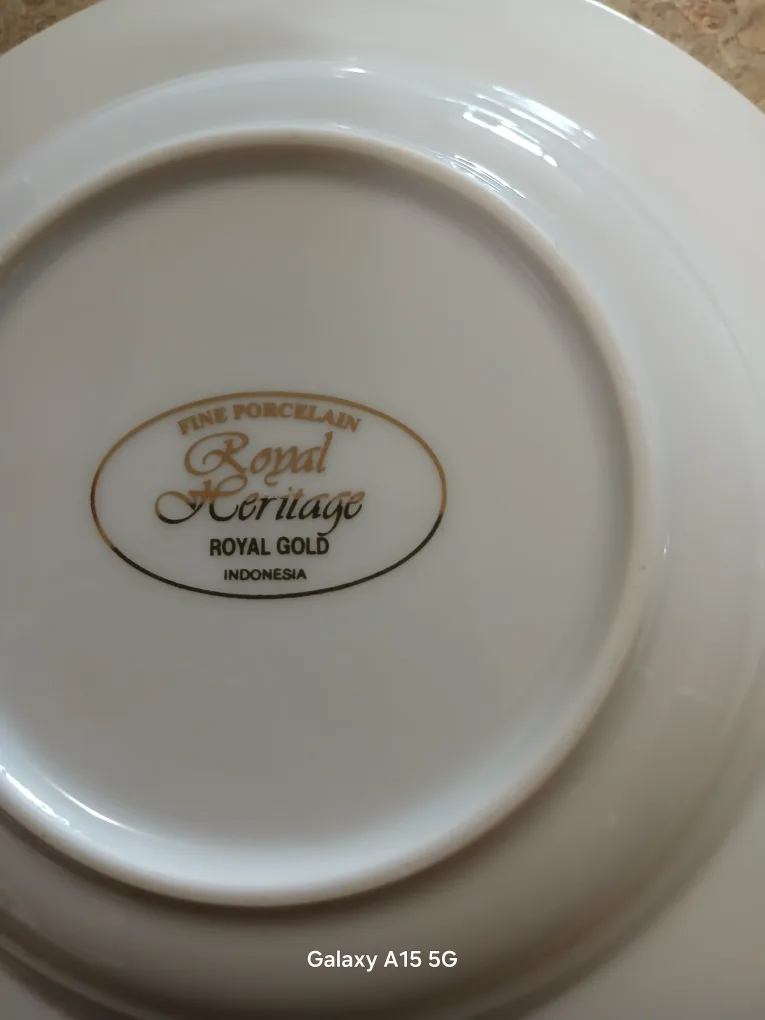 FINE PORCELAIN
Royal
Heritage
ROYAL GOLD
INDONESIA
Galaxy A15 5G